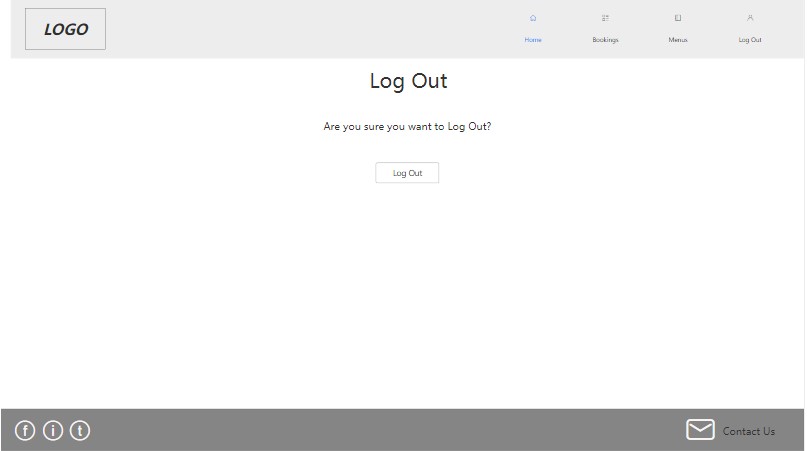 LOGO
Home Bookings Menus Log Out
Log Out
Are you sure you want to Log Out?
Log Out
f i t Contact Us